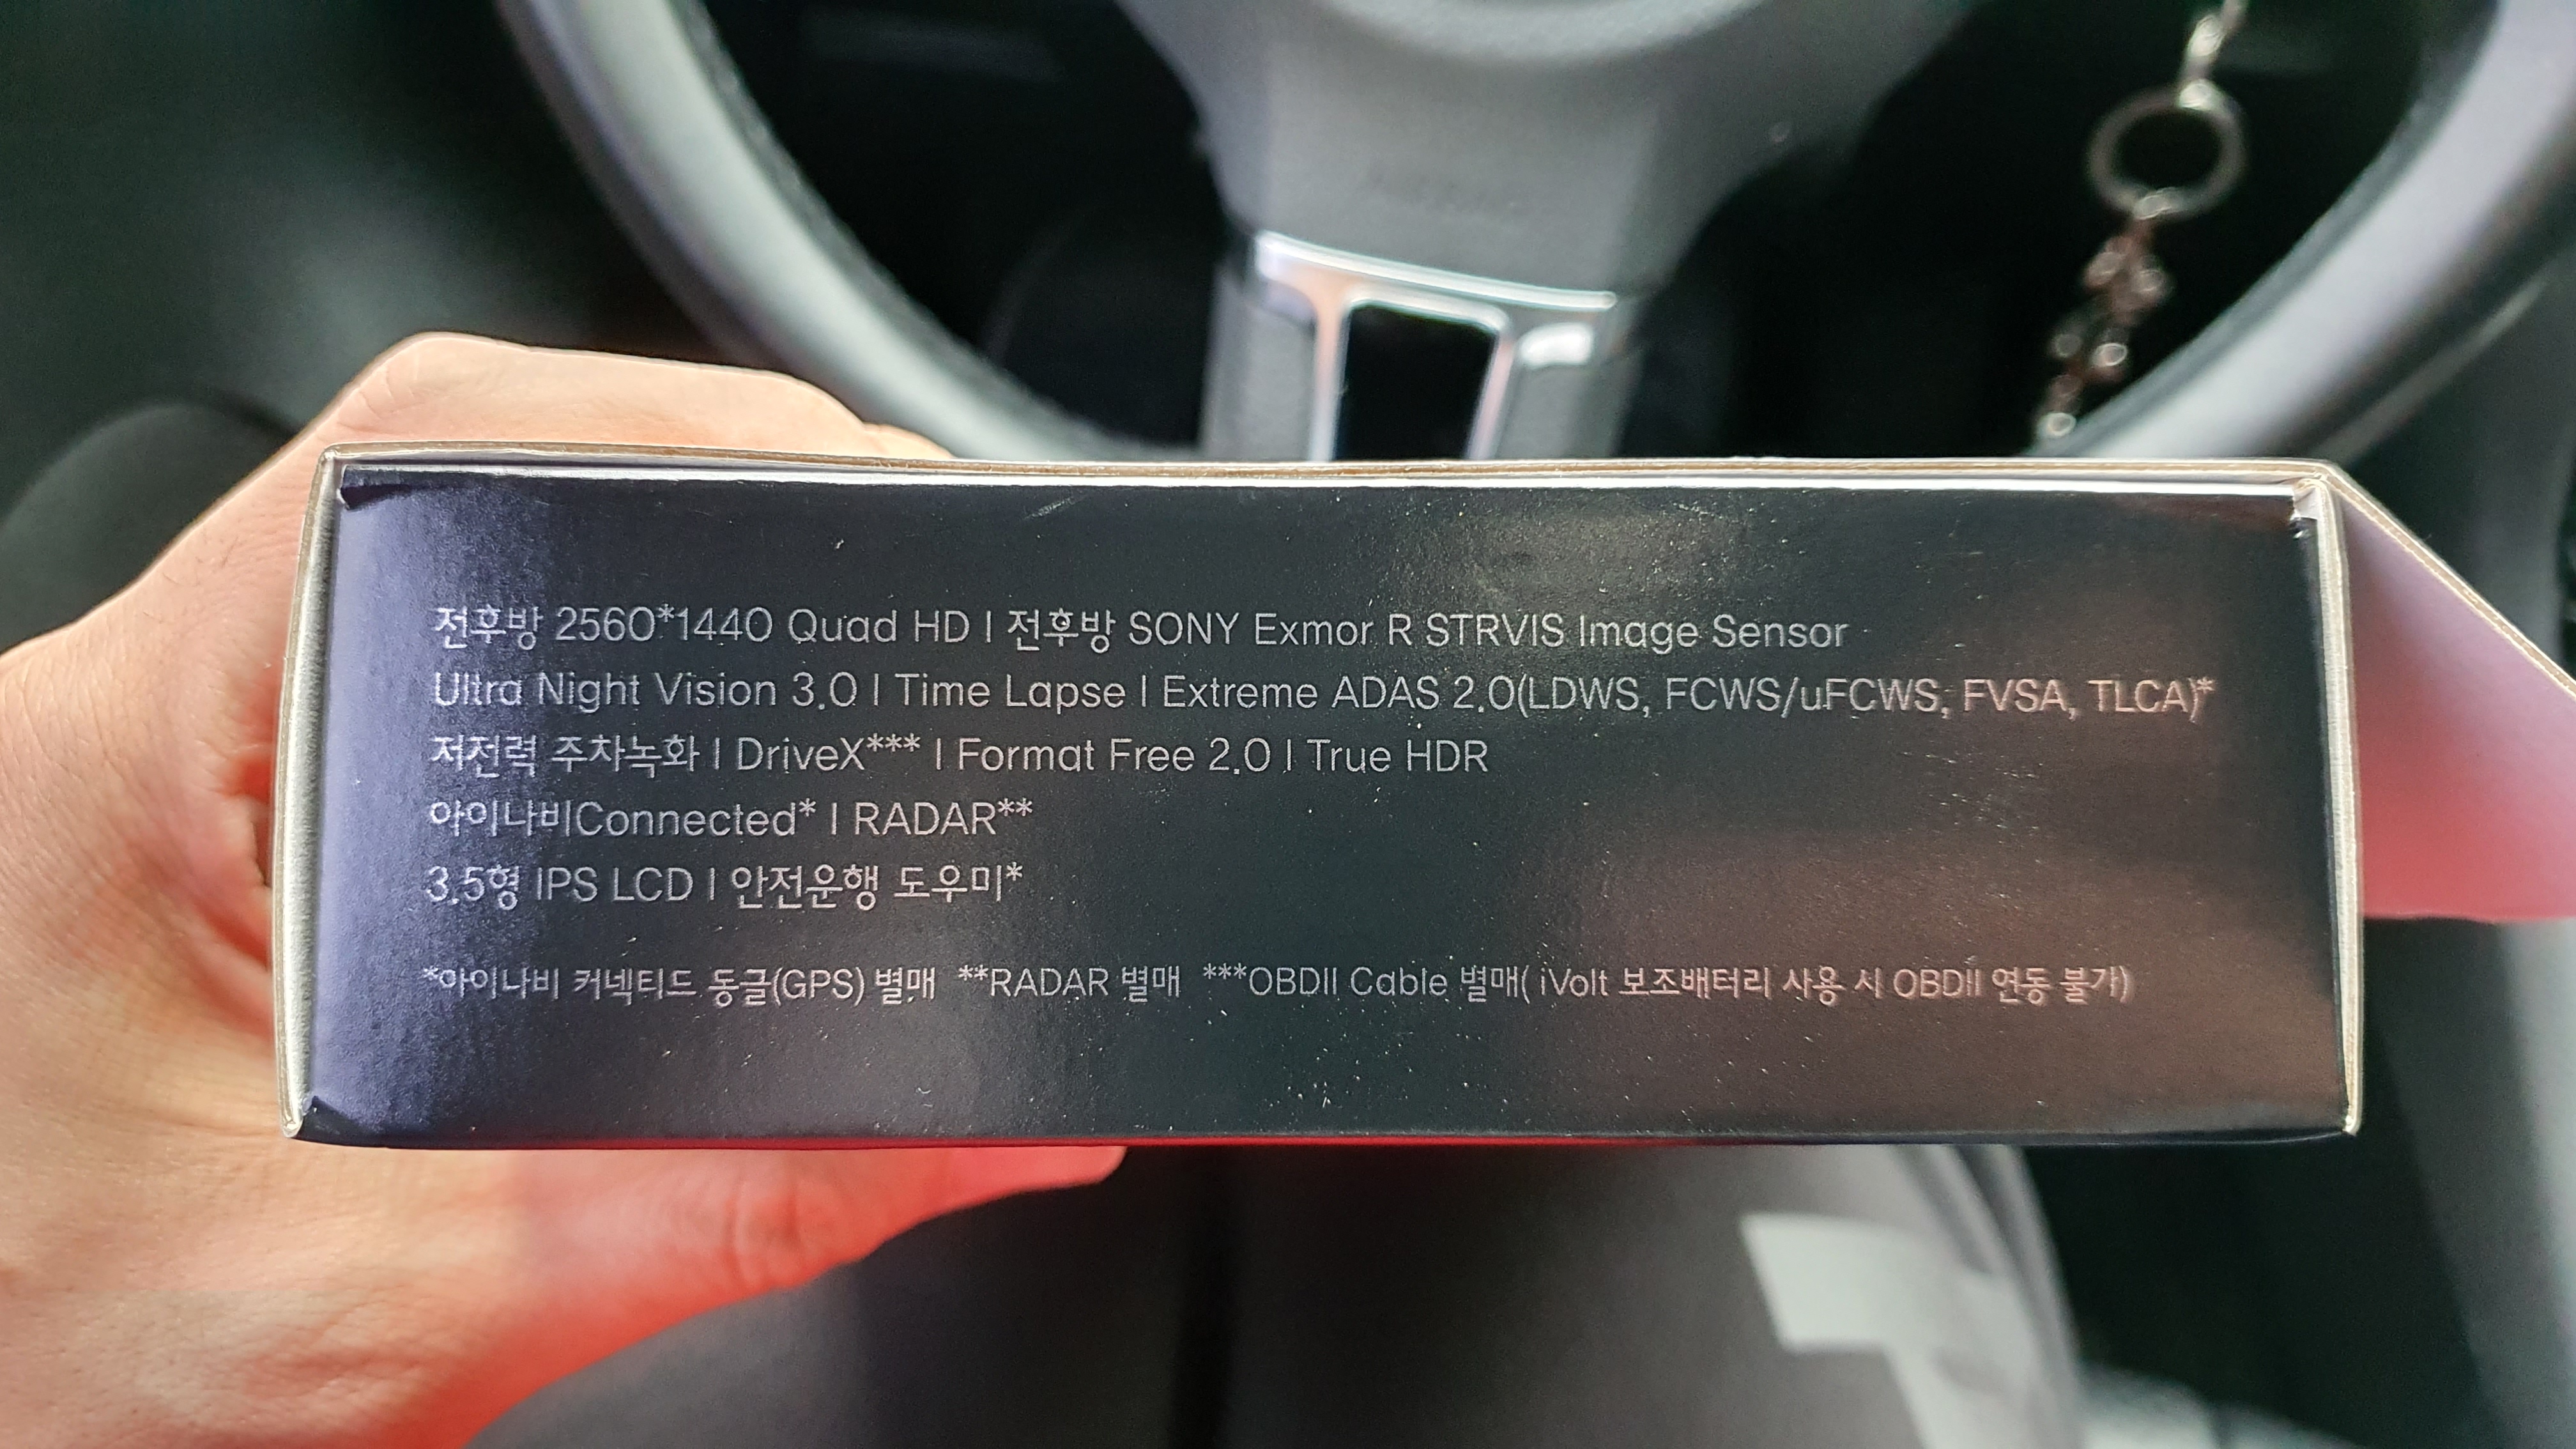 전후방 2560*1440 Quad HD | 전후방 SONY Exmor R STRVIS Image Sensor
Ultra Night Vision 3.0 | Time Lapse | Extreme ADAS 2.0(LDWS, FCWS/uFCWS, FVSA, TLCA)*
저전력 주차녹화 | DriveX*** | Format Free 2.0 | True HDR
아이나비Connected* | RADAR**
3.5형 IPS LCD | 안전운행 도우미*
*아이나비 커넥티드 동글(GPS) 별매 **RADAR 별매 ***OBDII Cable 별매( iVolt 보조배터리 사용 시 OBDII 연동 불가)